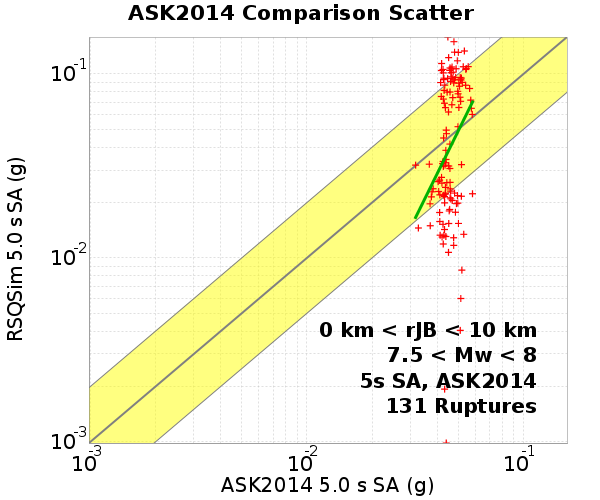 ASK2014 Comparison Scatter
RSQSim 5.0 s SA (g)
10-1
10-2
10-3
0 km < rJB < 10 km
7.5 < Mw < 8
5s SA, ASK2014
131 Ruptures
10-3
10-2
10-1
ASK2014 5.0 s SA (g)